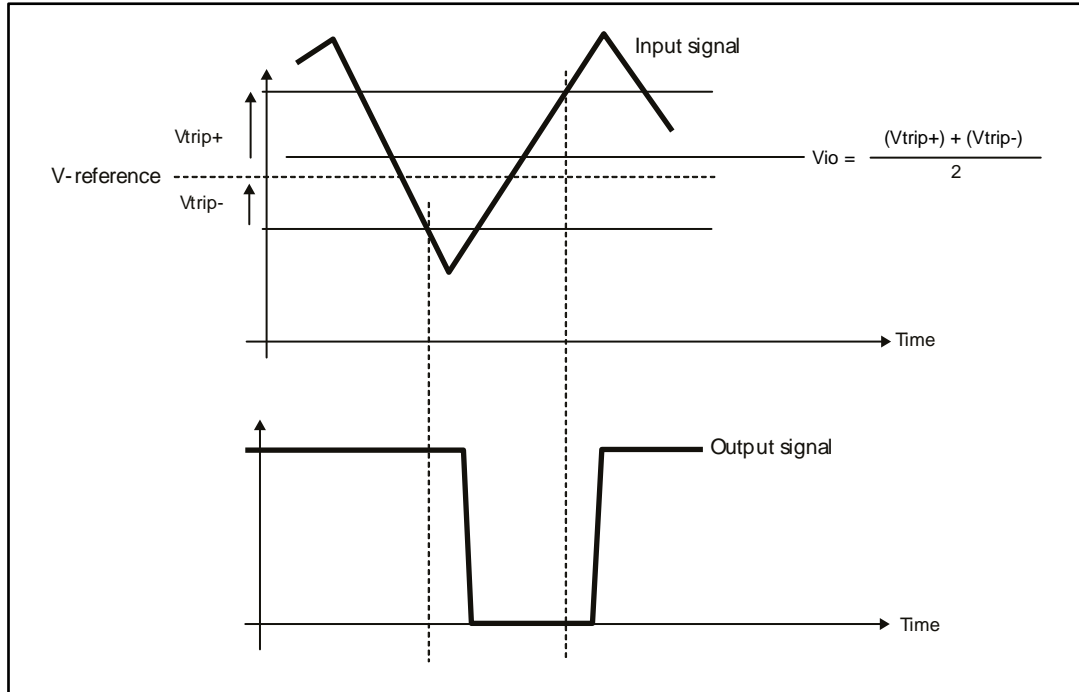 Input signal
Vtrip+
V-reference
Vtrip-
Vio = (Vtrip+) + (Vtrip-)
2
Time
Output signal
Time